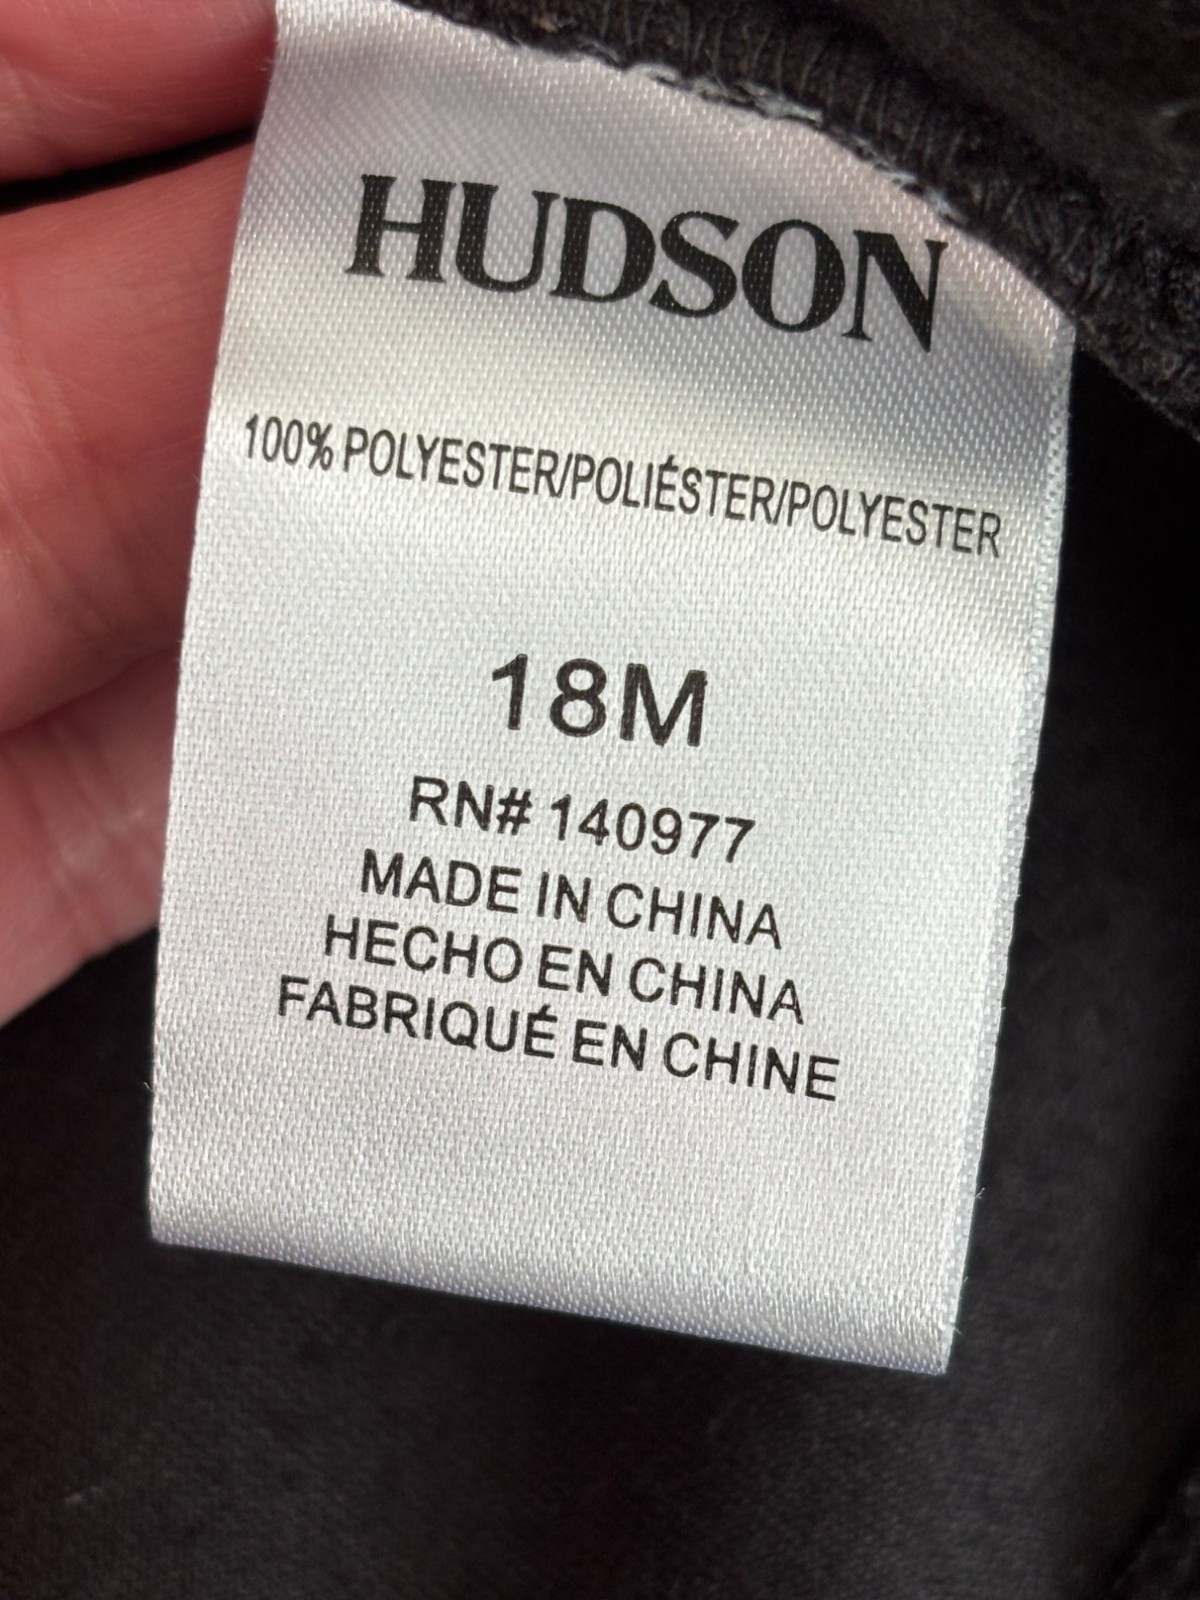 HUDSON
100% POLYESTER/POLIÉSTER/POLYESTER
18M
RN# 140977
MADE IN CHINA
HECHO EN CHINA
FABRIQUÉ EN CHINE